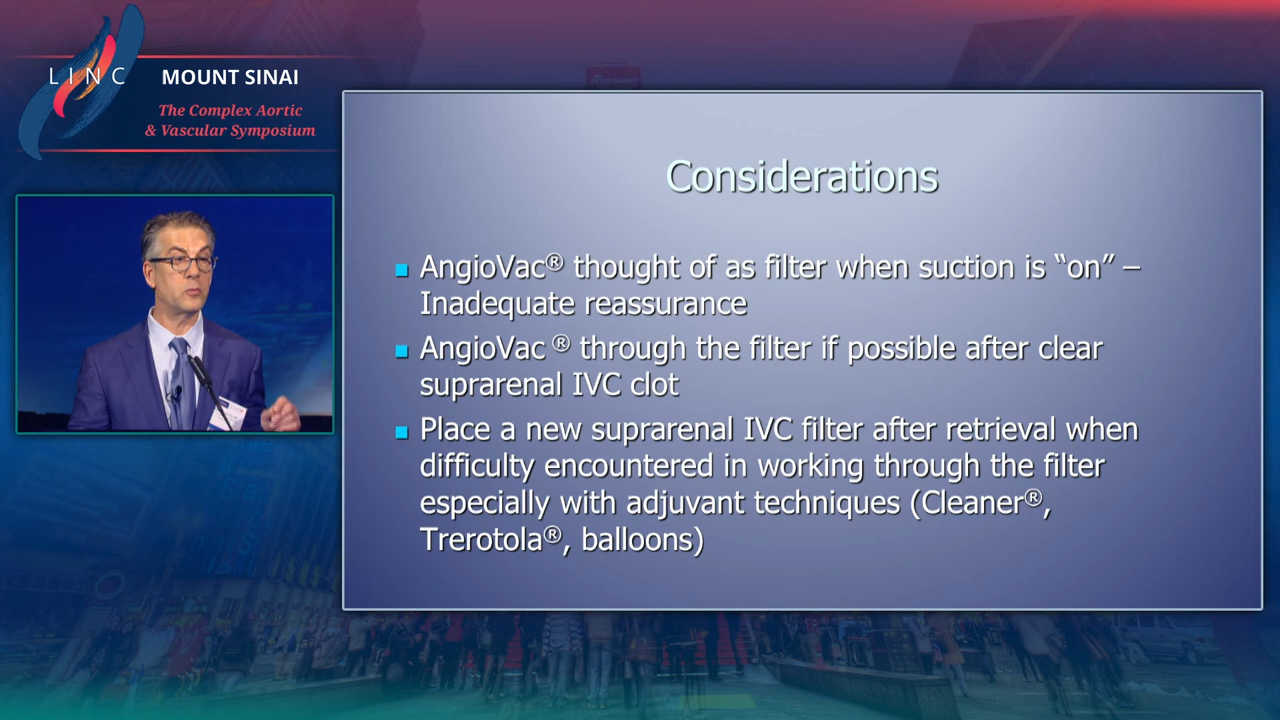 LINC
MOUNT SINAI
The Complex Aortic
& Vascular Symposium
Considerations
AngioVac® thought of as filter when suction is “on” –
Inadequate reassurance
AngioVac ® through the filter if possible after clear
suprarenal IVC clot
Place a new suprarenal IVC filter after retrieval when
difficulty encountered in working through the filter
especially with adjuvant techniques (Cleaner®,
Trerotola®, balloons)